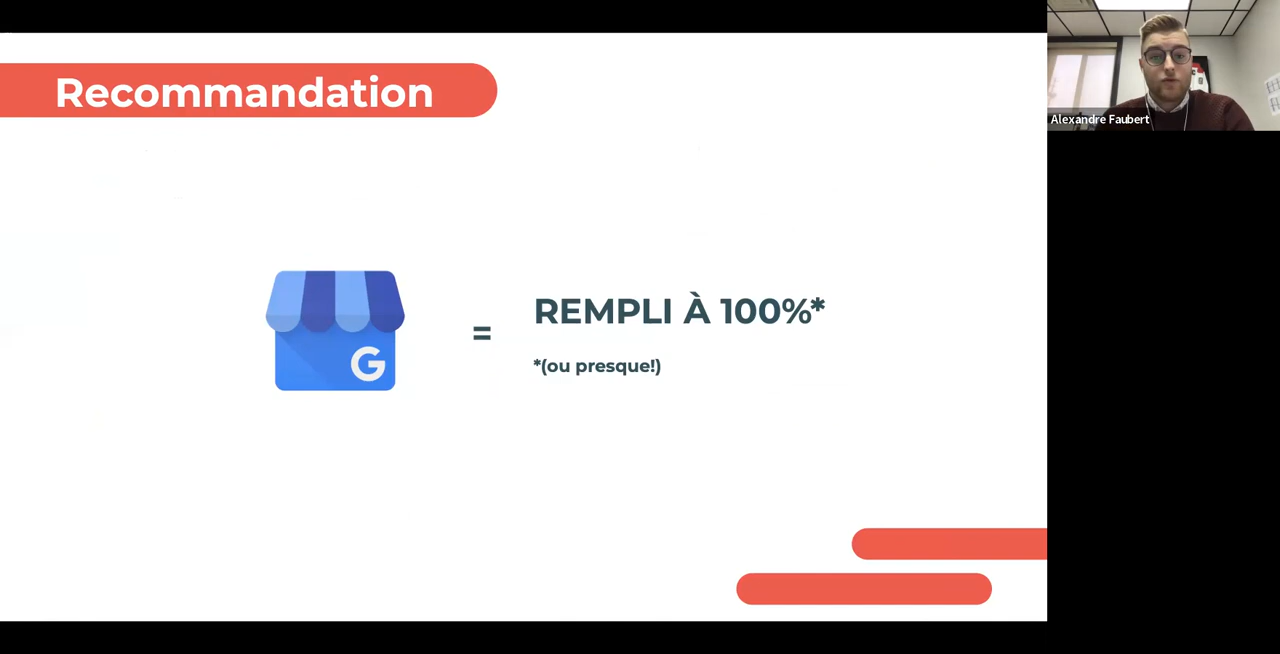 Recommandation
Alexandre Faubert
G
=
REMPLI À 100%*
*(ou presque!)